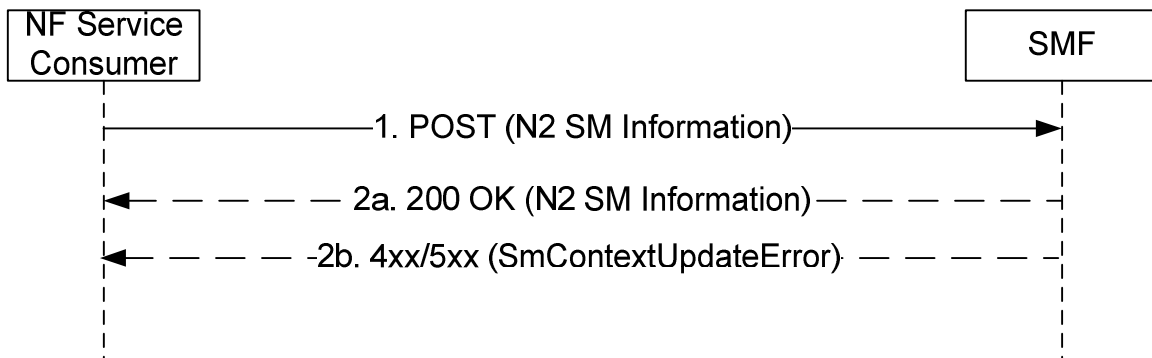 NF Service
Consumer
SMF
1. POST (N2 SM Information)
2a. 200 OK (N2 SM Information)
2b. 4xx/5xx (SmContextUpdateError)